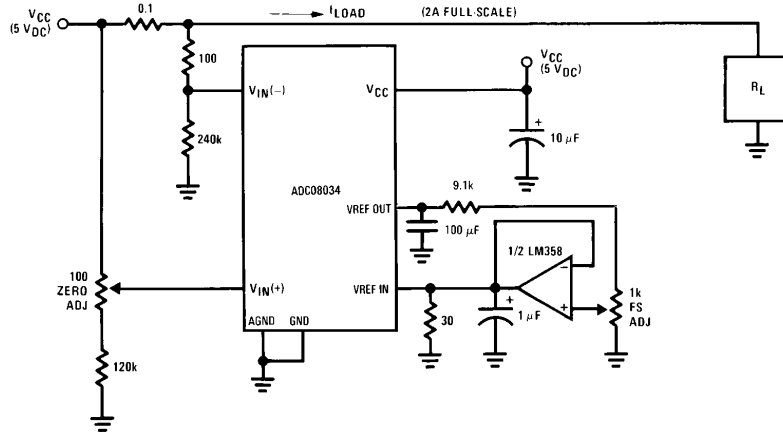 VCC
(5 VDC)
0.1
ILOAD
(2A FULL-SCALE)
100
VIN(−)
240k
ADC08034
VCC
VCC
(5 VDC)
+
10 μF
RL
VREF OUT
9.1k
100 μF
1/2 LM358
−
+
1k
FS
ADJ
VREF IN
30
+
1 μF
100
ZERO
ADJ
VIN(+)
AGND
GND
120k